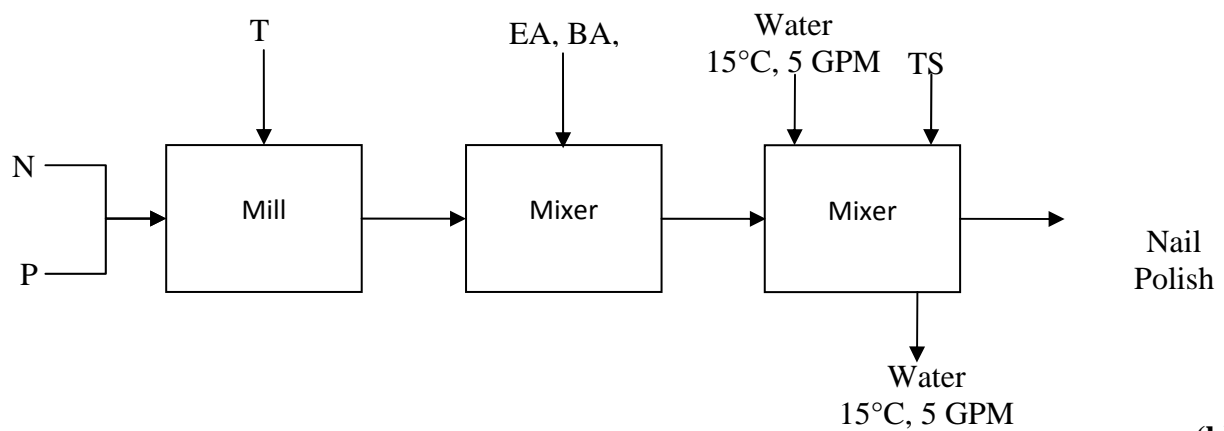 T
EA, BA,
Water
15°C, 5 GPM
TS
N
P
Mill
Mixer
Mixer
Nail
Polish
Water
15°C, 5 GPM